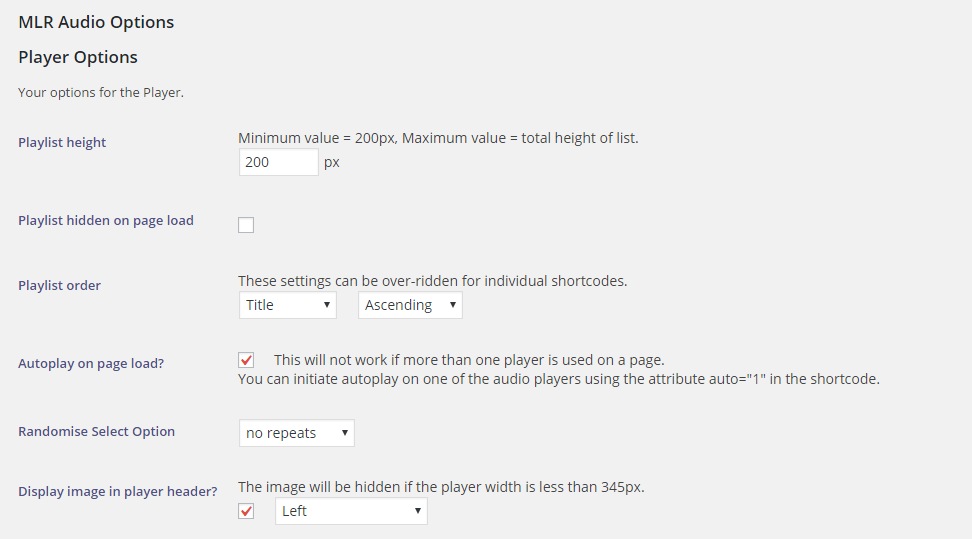 MLR Audio Options
Player Options
Your options for the Player.
Playlist height
Minimum value = 200px, Maximum value = total height of list.
200 px
Playlist hidden on page load
Playlist order
These settings can be over-ridden for individual shortcodes.
Title Ascending
Autoplay on page load?
This will not work if more than one player is used on a page.
You can initiate autoplay on one of the audio players using the attribute auto="1" in the shortcode.
Randomise Select Option
no repeats
Display image in player header?
The image will be hidden if the player width is less than 345px.
Left